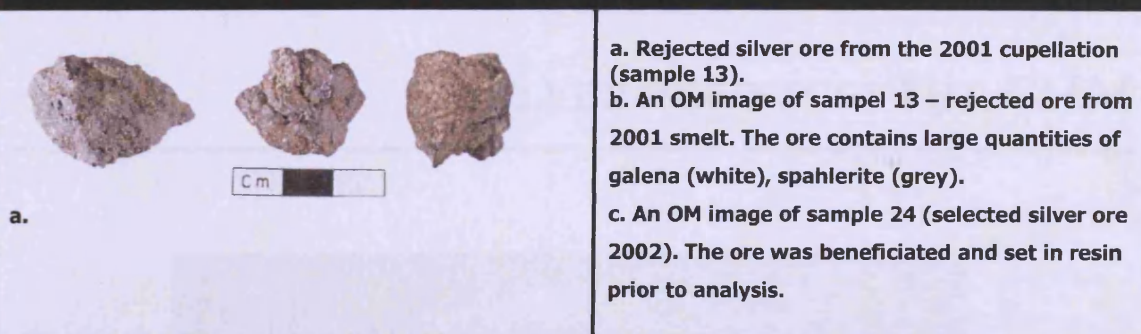 Cm
a.
a. Rejected silver ore from the 2001 cupellation
(sample 13).
b. An OM image of sampel 13 – rejected ore from
2001 smelt. The ore contains large quantities of
galena (white), spahlerite (grey).
c. An OM image of sample 24 (selected silver ore
2002). The ore was beneficiated and set in resin
prior to analysis.